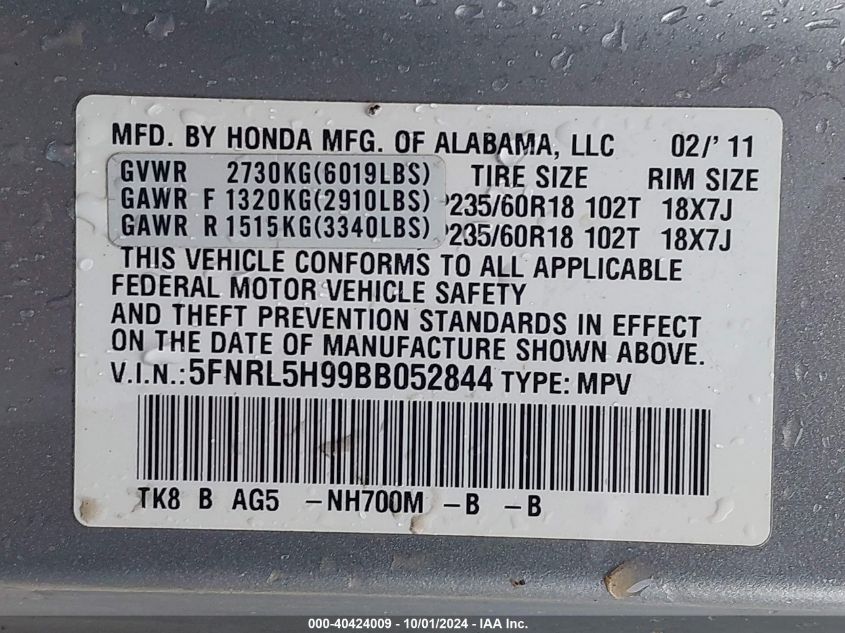 MFD. BY HONDA MFG. OF ALABAMA, LLC 02/' 11
GVWR 2730KG(6019LBS) TIRE SIZE RIM SIZE
GAWR F 1320KG(2910LBS) P235/60R18 102T 18X7J
GAWR R 1515KG(3340LBS) P235/60R18 102T 18X7J
THIS VEHICLE CONFORMS TO ALL APPLICABLE
FEDERAL MOTOR VEHICLE SAFETY
AND THEFT PREVENTION STANDARDS IN EFFECT
ON THE DATE OF MANUFACTURE SHOWN ABOVE.
V.I.N.:5FNRL5H99BB052844 TYPE: MPV
TK8 B AG5 -NH700M -B -B
000-40424009 - 10/01/2024 - IAA Inc.